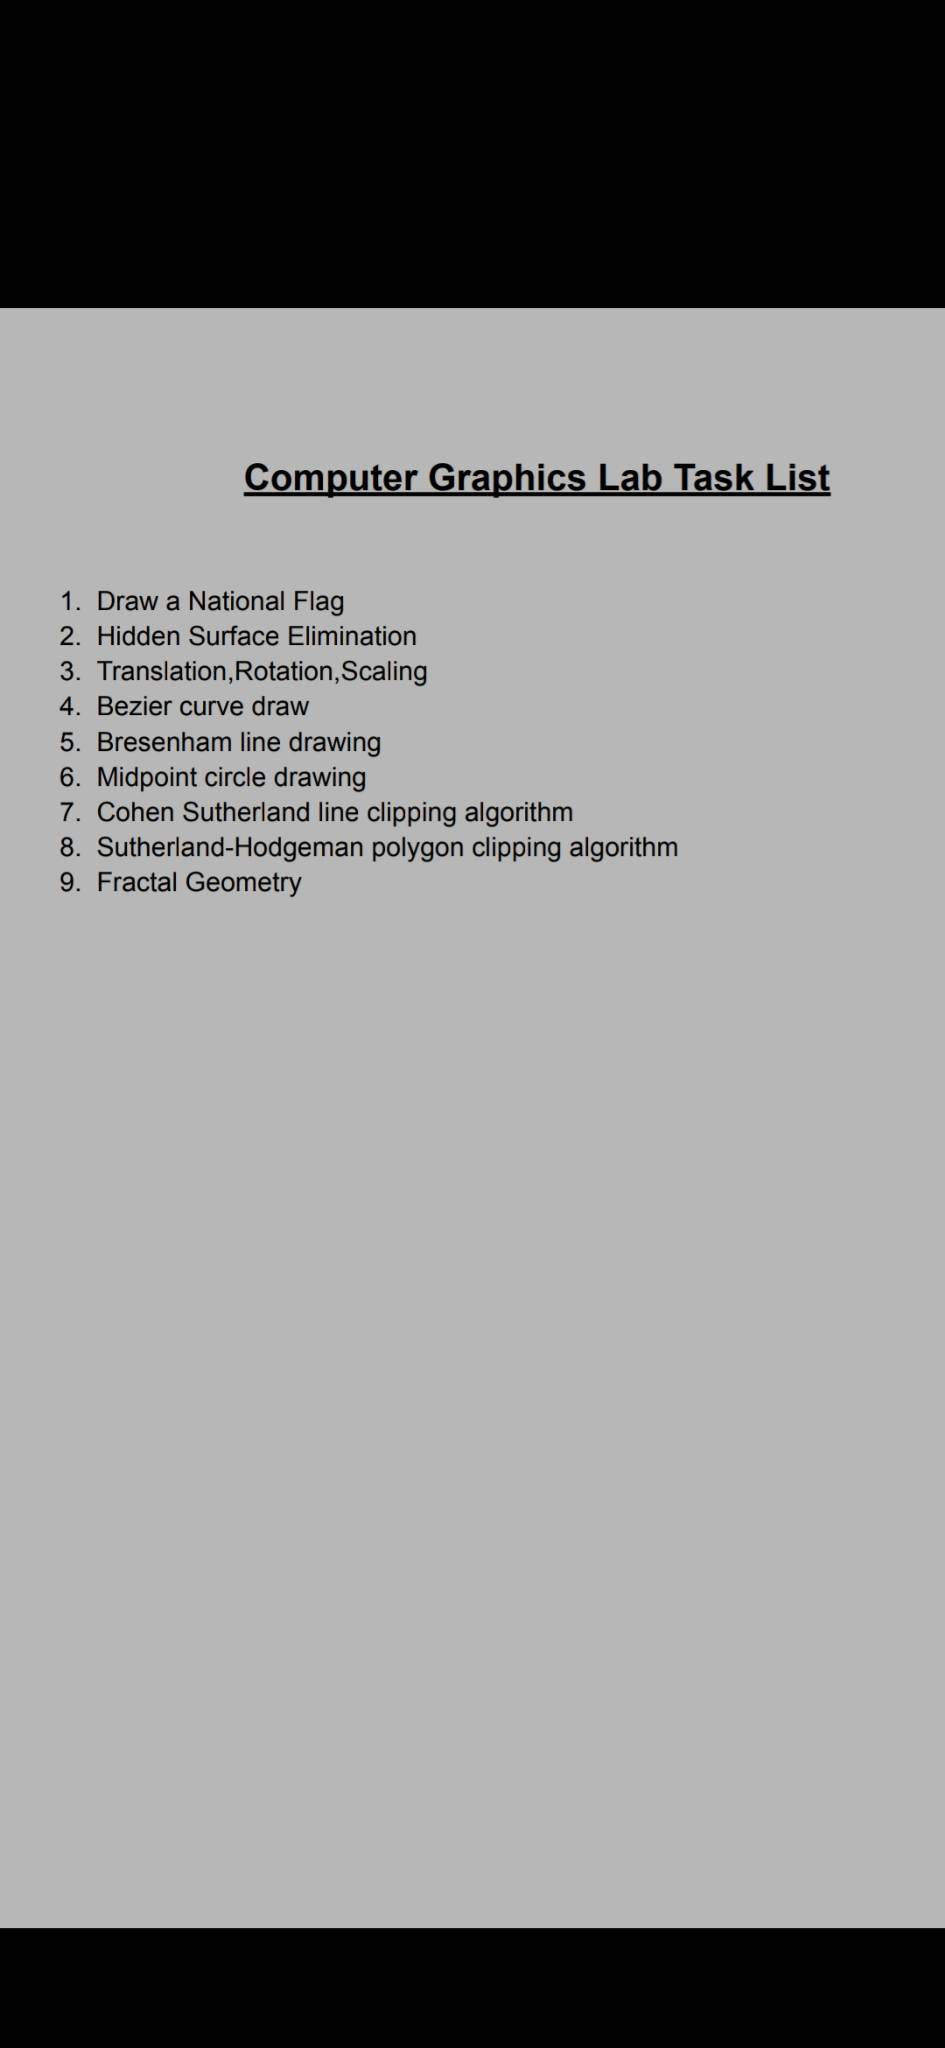 Computer Graphics Lab Task List
1. Draw a National Flag
2. Hidden Surface Elimination
3. Translation,Rotation,Scaling
4. Bezier curve draw
5. Bresenham line drawing
6. Midpoint circle drawing
7. Cohen Sutherland line clipping algorithm
8. Sutherland-Hodgeman polygon clipping algorithm
9. Fractal Geometry